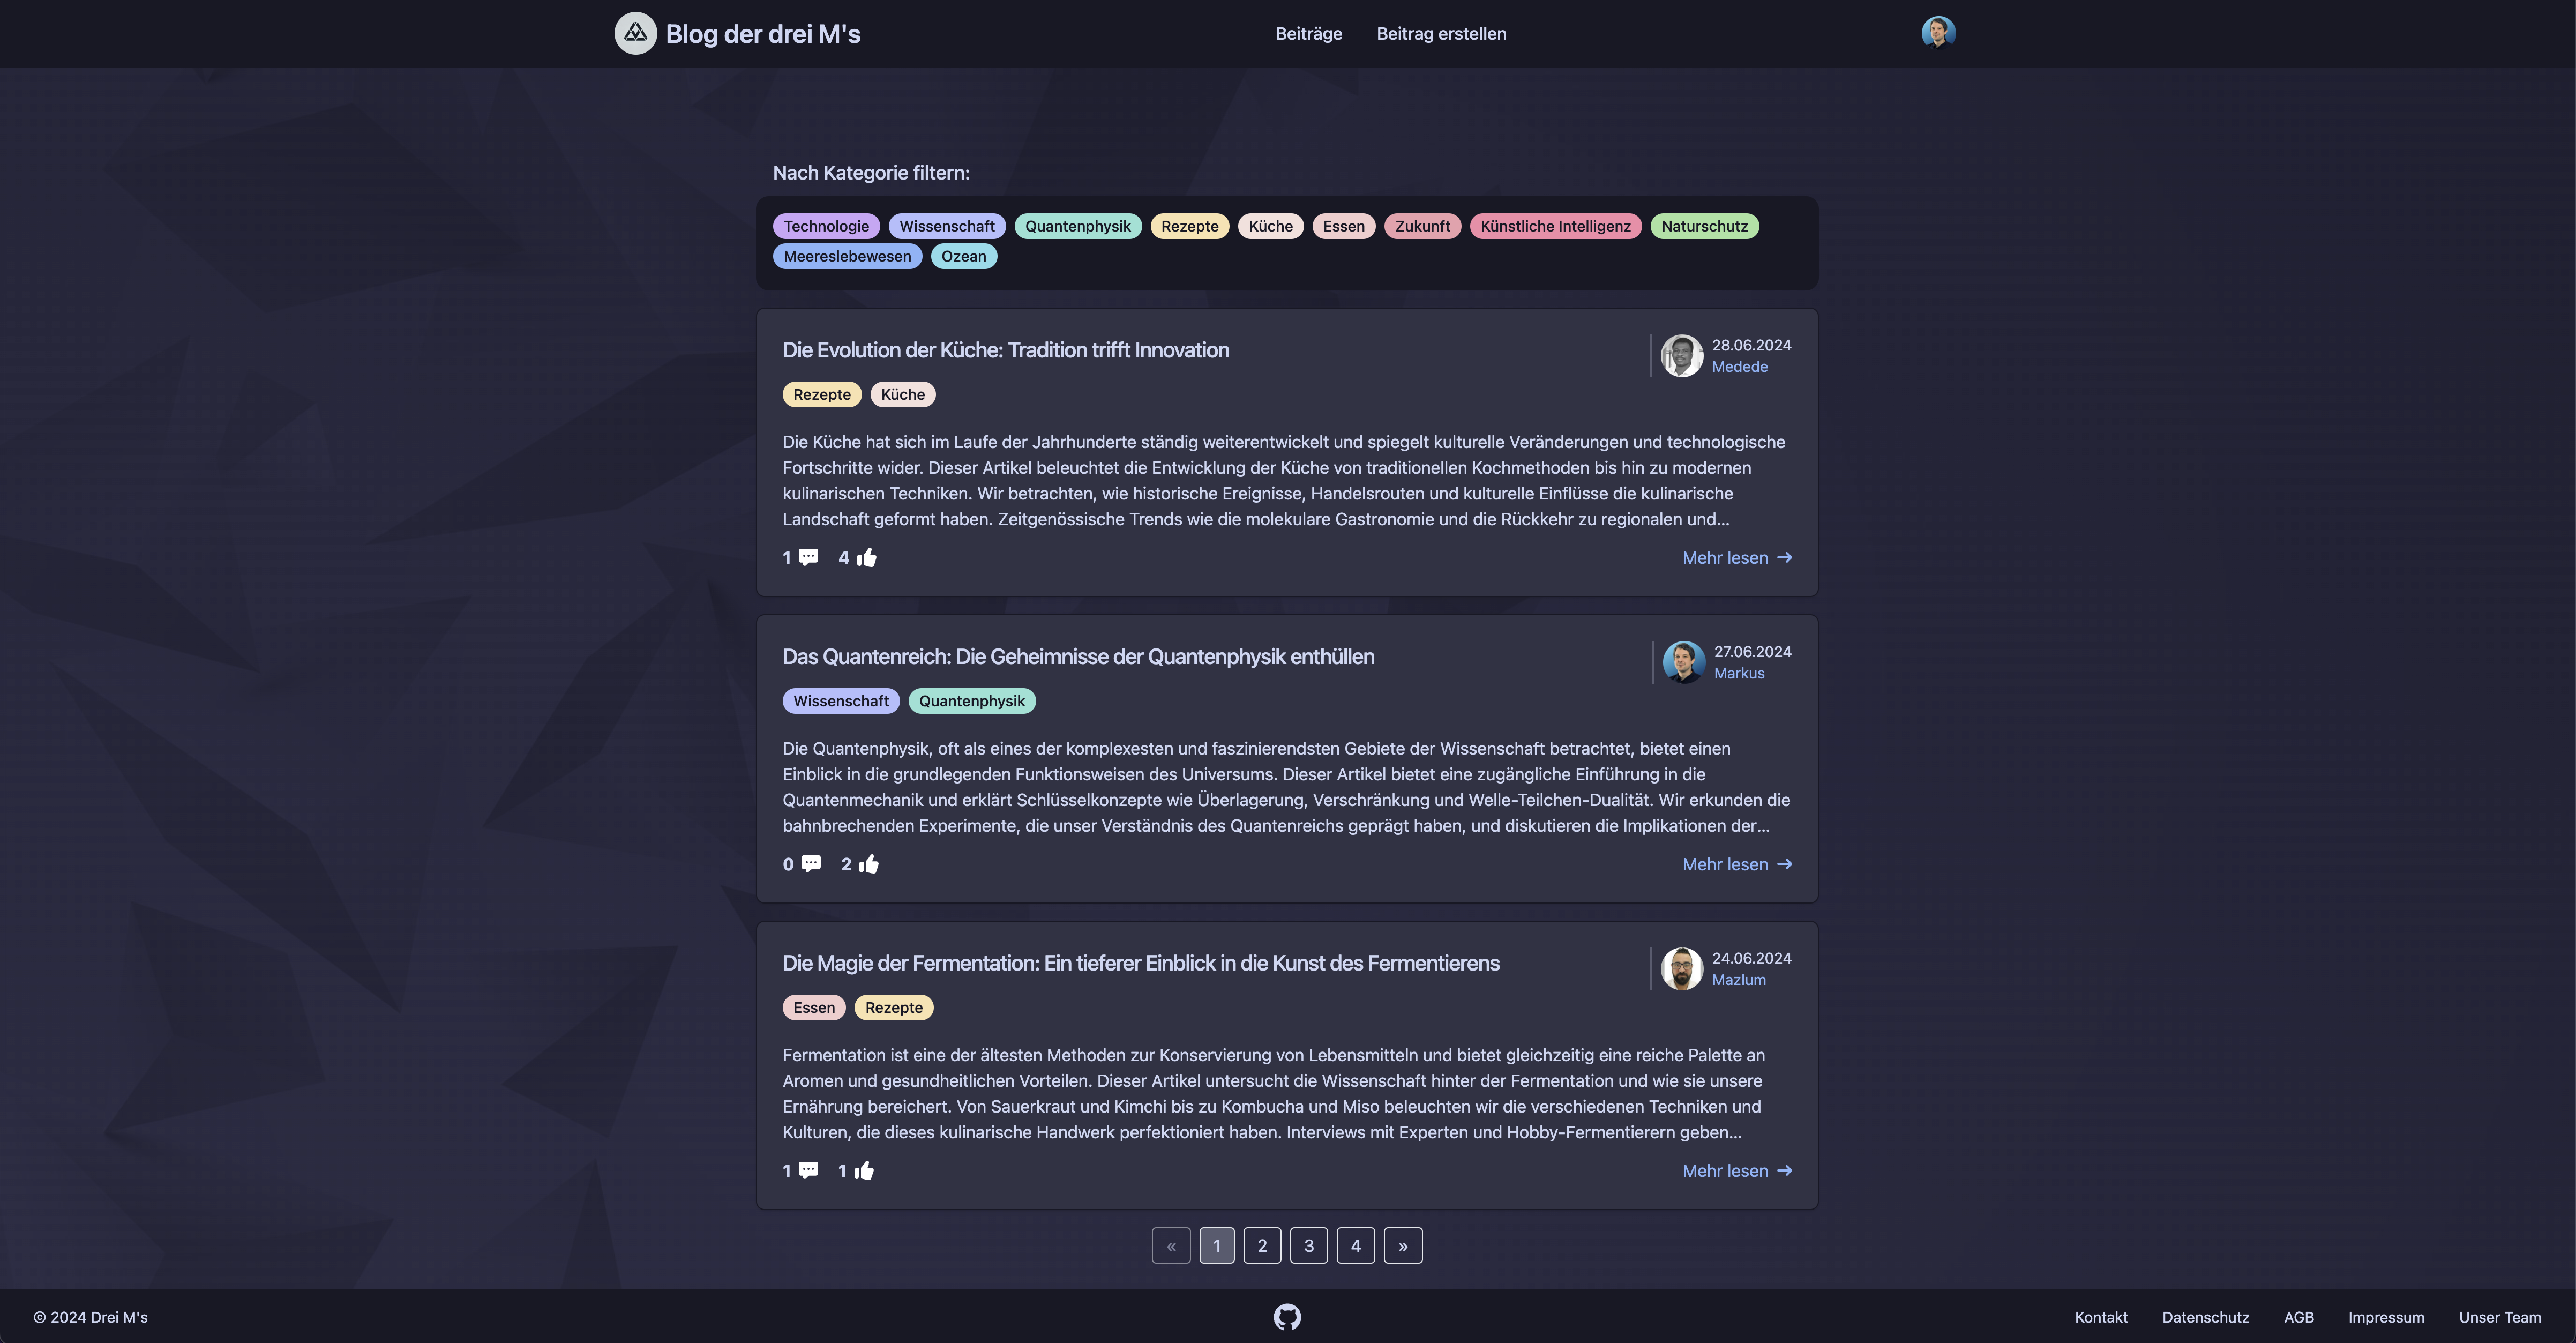 Blog der drei M's
Beiträge Beitrag erstellen
Nach Kategorie filtern:
Technologie Wissenschaft Quantenphysik Rezepte Küche Essen Zukunft Künstliche Intelligenz Naturschutz
Meereslebewesen Ozean
Die Evolution der Küche: Tradition trifft Innovation
28.06.2024
Medede
Rezepte Küche
Die Küche hat sich im Laufe der Jahrhunderte ständig weiterentwickelt und spiegelt kulturelle Veränderungen und technologische
Fortschritte wider. Dieser Artikel beleuchtet die Entwicklung der Küche von traditionellen Kochmethoden bis hin zu modernen
kulinarischen Techniken. Wir betrachten, wie historische Ereignisse, Handelsrouten und kulturelle Einflüsse die kulinarische
Landschaft geformt haben. Zeitgenössische Trends wie die molekulare Gastronomie und die Rückkehr zu regionalen und...
1 4 Mehr lesen →
Das Quantenreich: Die Geheimnisse der Quantenphysik enthüllen
27.06.2024
Markus
Wissenschaft Quantenphysik
Die Quantenphysik, oft als eines der komplexesten und faszinierendsten Gebiete der Wissenschaft betrachtet, bietet einen
Einblick in die grundlegenden Funktionsweisen des Universums. Dieser Artikel bietet eine zugängliche Einführung in die
Quantenmechanik und erklärt Schlüsselkonzepte wie Überlagerung, Verschränkung und Welle-Teilchen-Dualität. Wir erkunden die
bahnbrechenden Experimente, die unser Verständnis des Quantenreichs geprägt haben, und diskutieren die Implikationen der...
0 2 Mehr lesen →
Die Magie der Fermentation: Ein tieferer Einblick in die Kunst des Fermentierens
24.06.2024
Mazlum
Essen Rezepte
Fermentation ist eine der ältesten Methoden zur Konservierung von Lebensmitteln und bietet gleichzeitig eine reiche Palette an
Aromen und gesundheitlichen Vorteilen. Dieser Artikel untersucht die Wissenschaft hinter der Fermentation und wie sie unsere
Ernährung bereichert. Von Sauerkraut und Kimchi bis zu Kombucha und Miso beleuchten wir die verschiedenen Techniken und
Kulturen, die dieses kulinarische Handwerk perfektioniert haben. Interviews mit Experten und Hobby-Fermentierern geben...
1 1 Mehr lesen →
« 1 2 3 4 »
© 2024 Drei M's
Kontakt Datenschutz AGB Impressum Unser Team